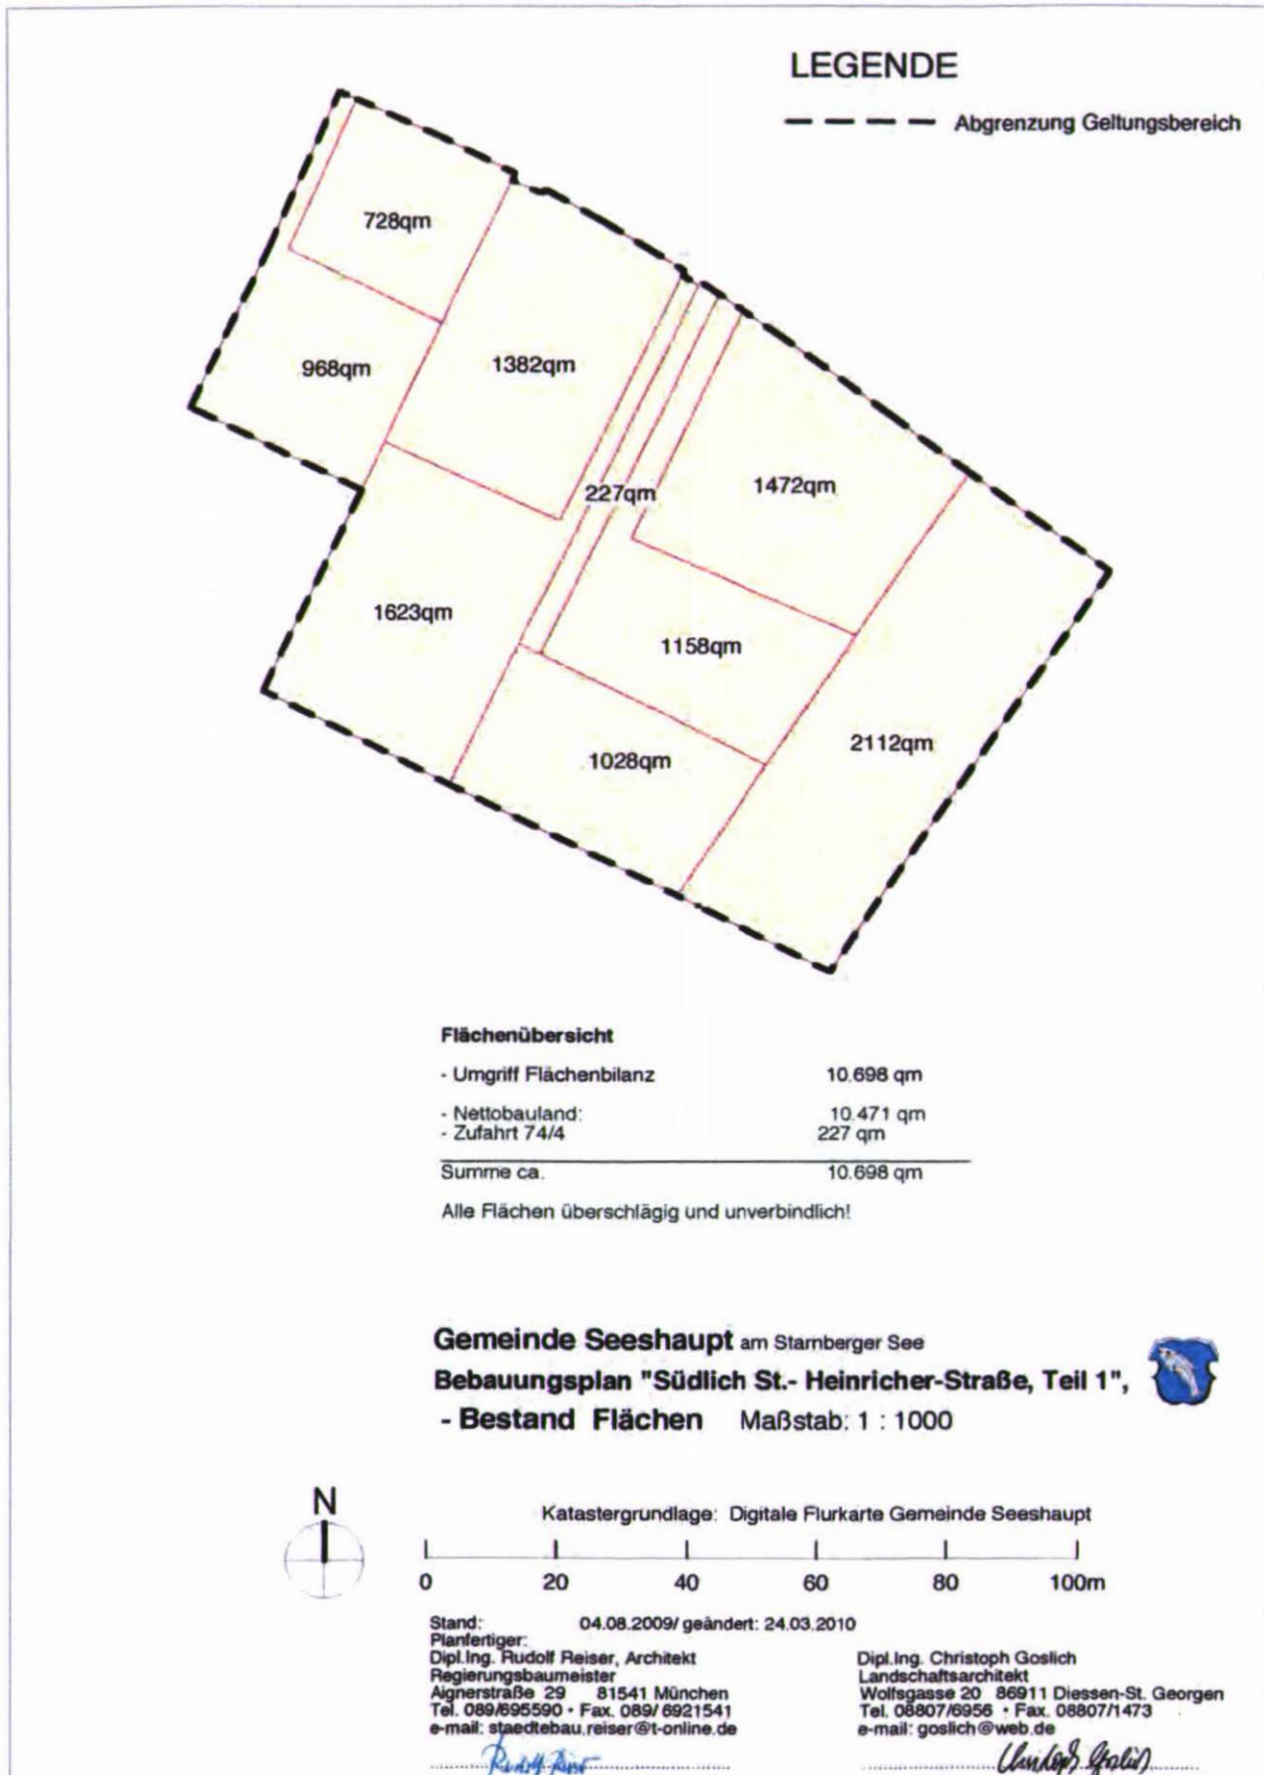 LEGENDE
Abgrenzung Geltungsbereich
728qm
968qm
1382qm
227qm
1472qm
1623qm
1158qm
2112qm
1028qm
Flächenübersicht
- Umgriff Flächenbilanz 10.698 qm
- Nettobauland: 10.471 qm
- Zufahrt 74/4 227 qm
Summe ca. 10.698 qm
Alle Flächen überschlägig und unverbindlich!
Gemeinde Seeshaupt am Starnberger See
Bebauungsplan "Südlich St.- Heinricher-Straße, Teil 1",
- Bestand Flächen Maßstab: 1 : 1000
N
Katastergrundlage: Digitale Flurkarte Gemeinde Seeshaupt
0 20 40 60 80 100m
Stand: 04.08.2009/ geändert: 24.03.2010
Planfertiger:
Dipl.Ing. Rudolf Reiser, Architekt
Regierungsbaumeister
Aignerstraße 29 81541 München
Tel. 089/695590 • Fax. 089/ 6921541
e-mail: staedtebau.reiser@t-online.de
Dipl.Ing. Christoph Goslich
Landschaftsarchitekt
Wolfsgasse 20 86911 Diessen-St. Georgen
Tel. 08807/6956 • Fax. 08807/1473
e-mail: goslich@web.de
Christoph Goslich